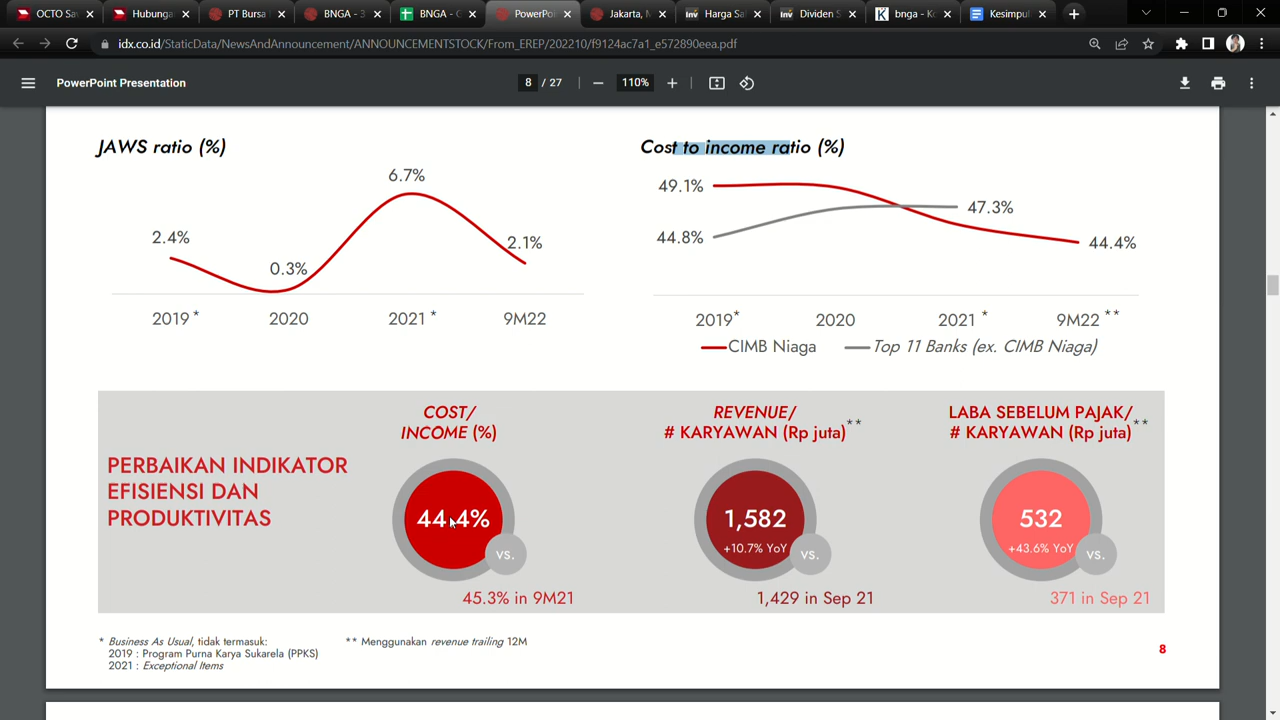 OCTO Sav
Hubunga
PT Bursa
BNGA - 3
BNGA - G
PowerPoi
Jakarta, M
Harga Sa
Dividen S
bnga - Ko
Kesimpul
idx.co.id/StaticData/NewsAndAnnouncement/ANNOUNCEMENTSTOCK/From_EREP/202210/f9124ac7a1_e572890eea.pdf
PowerPoint Presentation
8 / 27
110%
JAWS ratio (%)
2.4%
0.3%
6.7%
2.1%
2019 *
2020
2021 *
9M22
Cost to income ratio (%)
49.1%
44.8%
47.3%
44.4%
2019*
2020
2021 *
9M22 **
CIMB Niaga
Top 11 Banks (ex. CIMB Niaga)
PERBAIKAN INDIKATOR
EFISIENSI DAN
PRODUKTIVITAS
COST/
INCOME (%)
44.4%
vs.
45.3% in 9M21
REVENUE/
# KARYAWAN (Rp juta)**
1,582
+10.7% YoY
vs.
1,429 in Sep 21
LABA SEBELUM PAJAK/
# KARYAWAN (Rp juta)**
532
+43.6% YoY
vs.
371 in Sep 21
* Business As Usual, tidak termasuk:
2019 : Program Purna Karya Sukarela (PPKS)
2021 : Exceptional Items
** Menggunakan revenue trailing 12M
8